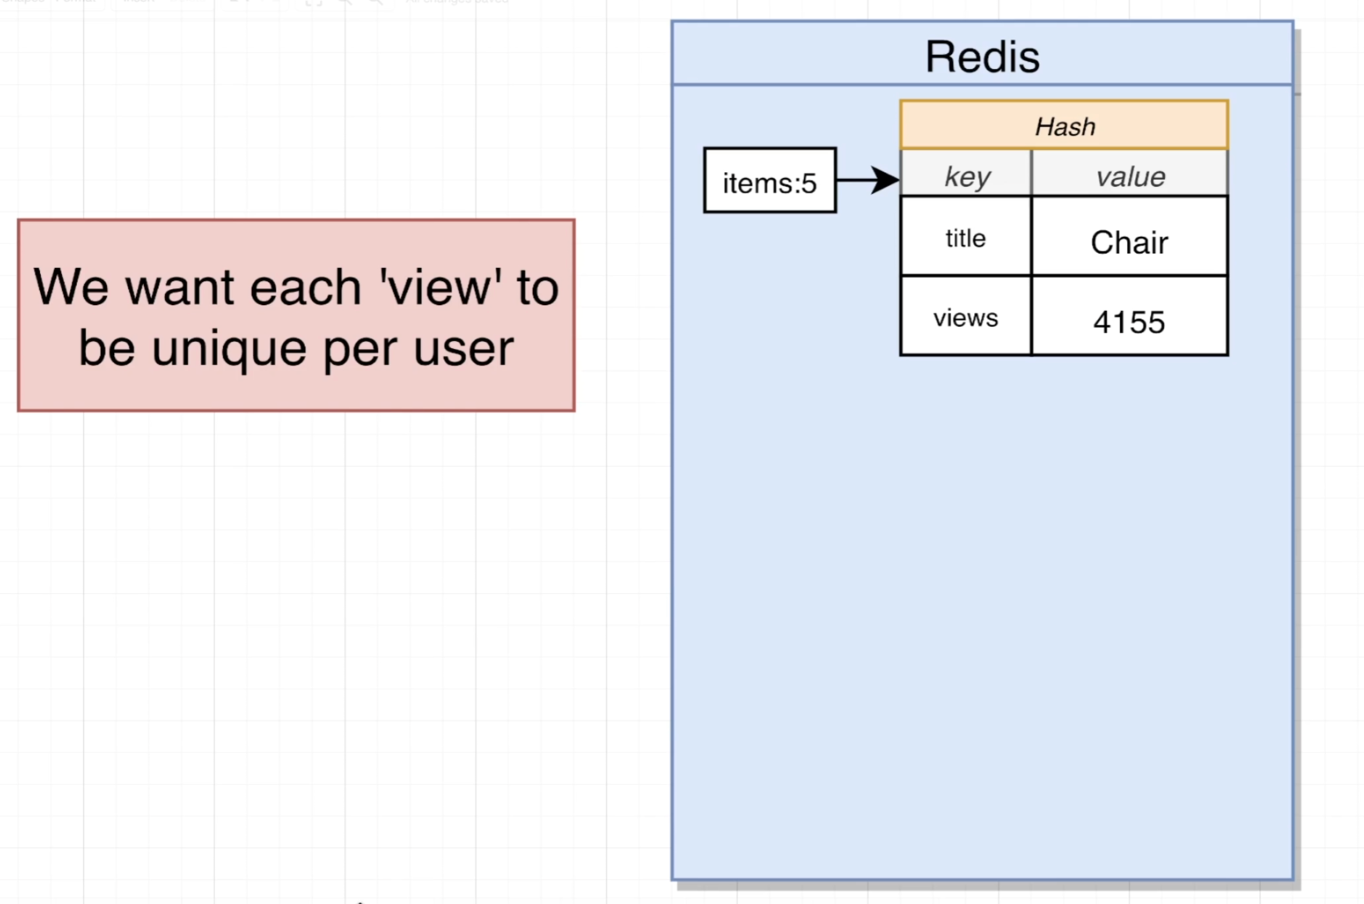 We want each 'view' to
be unique per user
Redis
Hash
items:5
key value
title Chair
views 4155